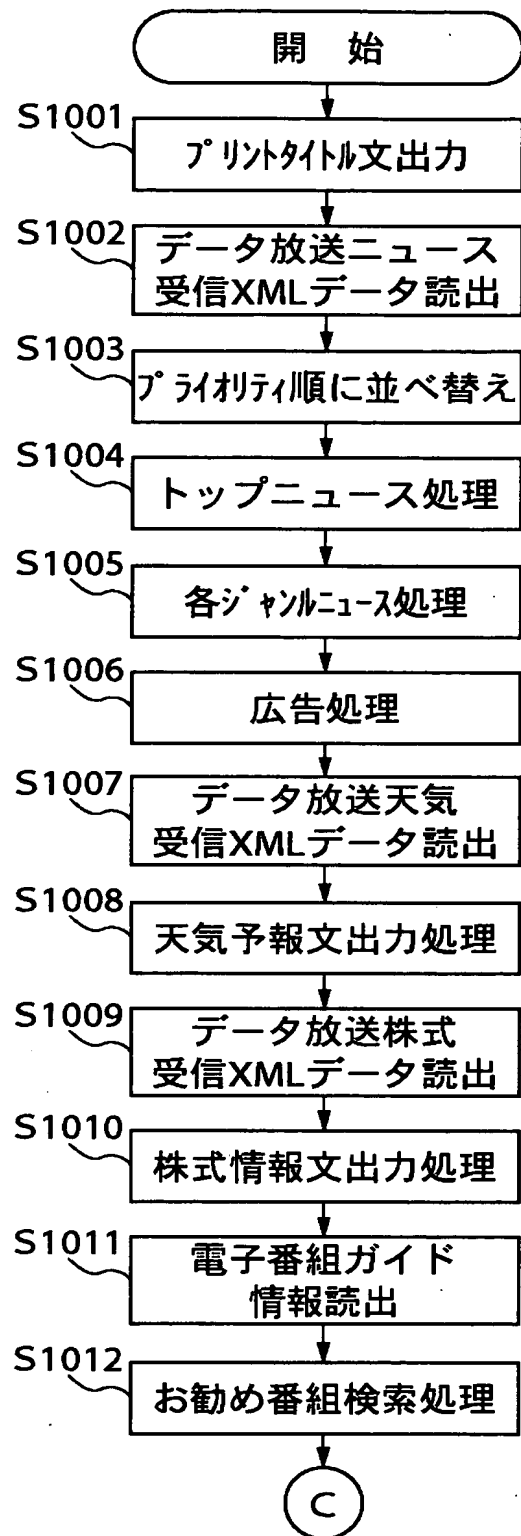 開 始
S1001
プリントタイトル文出力
S1002
データ放送ニュース
受信XMLデータ読出
S1003
プライオリティ順に並べ替え
S1004
トップニュース処理
S1005
各ジャンルニュース処理
S1006
広告処理
S1007
データ放送天気
受信XMLデータ読出
S1008
天気予報文出力処理
S1009
データ放送株式
受信XMLデータ読出
S1010
株式情報文出力処理
S1011
電子番組ガイド
情報読出
S1012
お勧め番組検索処理
C